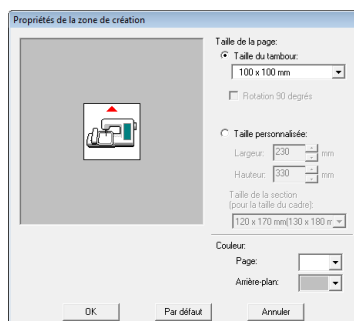 Propriétés de la zone de création
Taille de la page:
Taille du tambour:
100 x 100 mm
Rotation 90 degrés
Taille personnalisée:
Largeur: 230 mm
Hauteur: 330 mm
Taille de la section
(pour la taille du cadre):
120 x 170 mm(130 x 180 m
Couleur:
Page:
Arrière-plan:
OK Par défaut Annuler